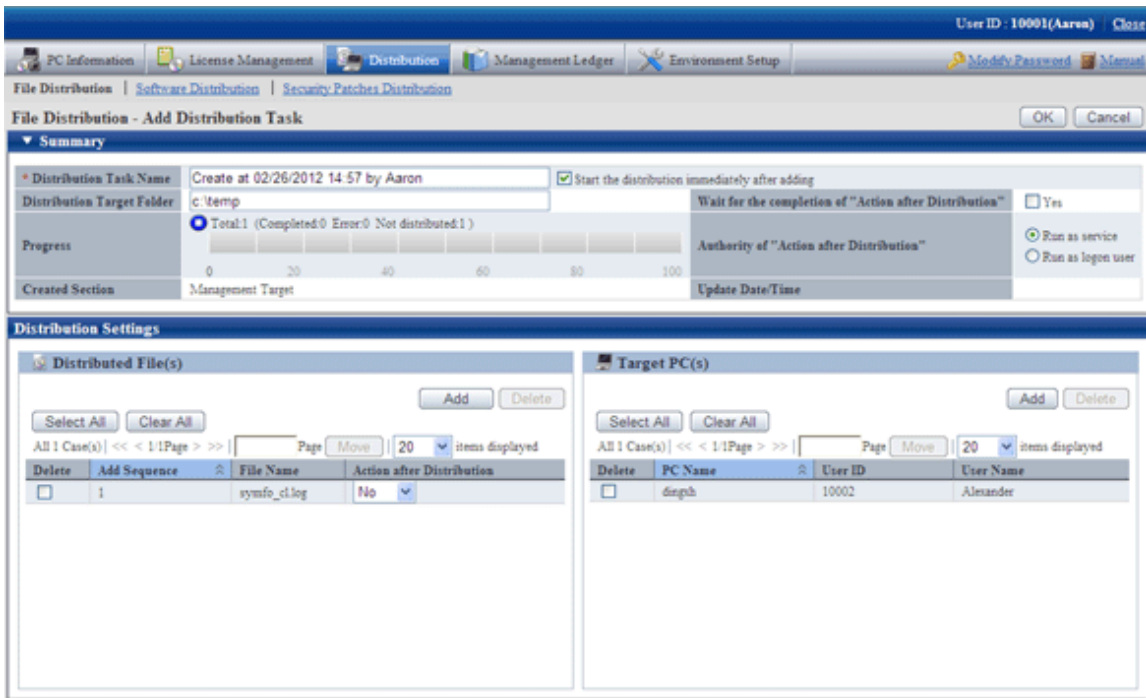 User ID : 10001(Aaron) Close
PC Information License Management Distribution Management Ledger Environment Setup Modify Password Manual
File Distribution | Software Distribution | Security Patches Distribution
File Distribution - Add Distribution Task OK Cancel
▼ Summary
* Distribution Task Name Create at 02/26/2012 14:57 by Aaron Start the distribution immediately after adding
Distribution Target Folder c:\temp Wait for the completion of "Action after Distribution" Yes
Progress Total:1 (Completed:0 Error:0 Not distributed:1 ) Authority of "Action after Distribution" Run as service
Run as logon user
0 20 40 60 80 100
Created Section Management Target Update Date/Time
Distribution Settings
Distributed File(s)
Add Delete
Select All Clear All
All 1 Case(s) | << < 1/1Page > >> | Page Move | 20 items displayed
Delete Add Sequence File Name Action after Distribution
1 symfo_cl.log No
Target PC(s)
Add Delete
Select All Clear All
All 1 Case(s) | << < 1/1Page > >> | Page Move | 20 items displayed
Delete PC Name User ID User Name
10002 Alexander